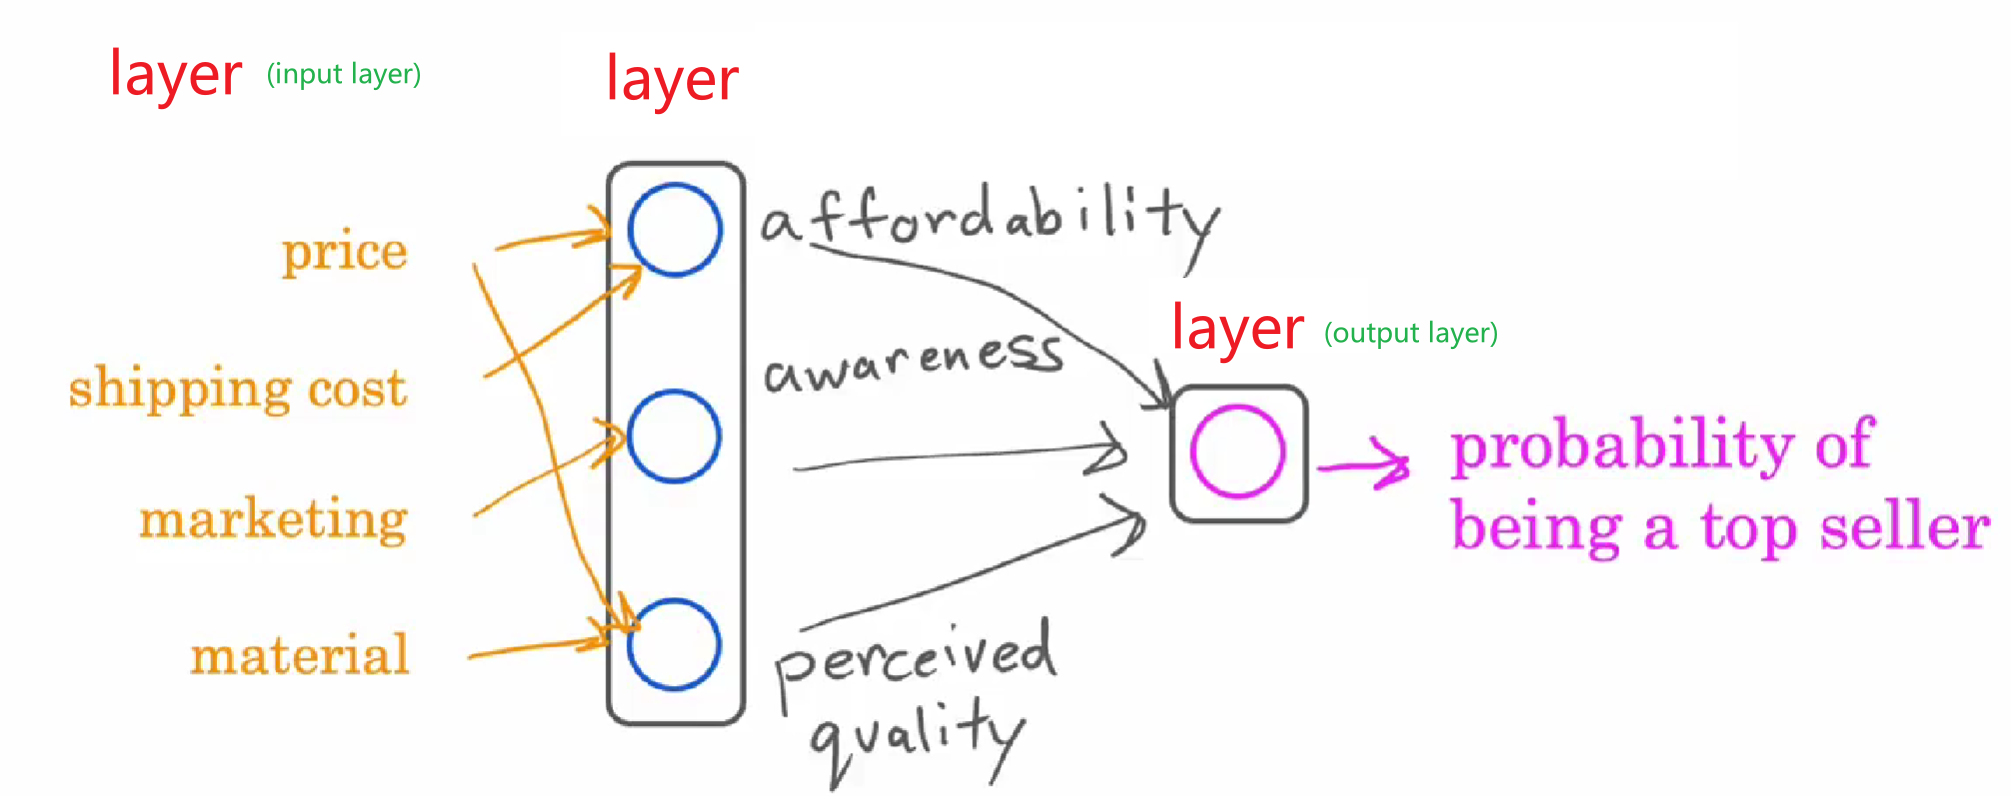 layer (input layer)
layer
price
shipping cost
marketing
material
affordability
awareness
perceived
quality
layer (output layer)
probability of
being a top seller